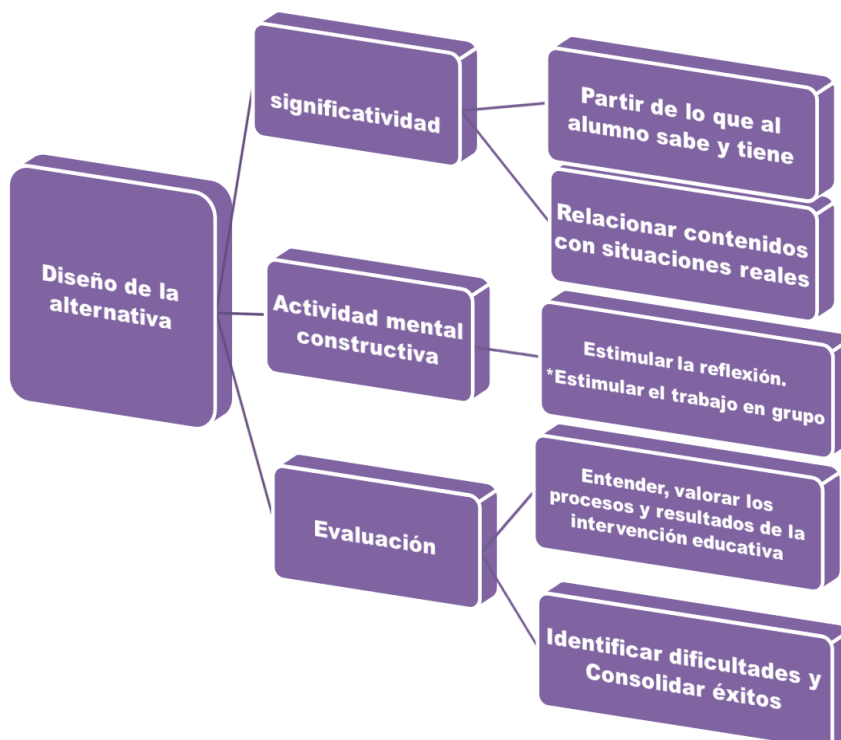 Diseño de la
alternativa
significatividad
Partir de lo que al
alumno sabe y tiene
Relacionar contenidos
con situaciones reales
Actividad mental
constructiva
Estimular la reflexión.
*Estimular el trabajo en grupo
Evaluación
Entender, valorar los
procesos y resultados de la
intervención educativa
Identificar dificultades y
Consolidar éxitos